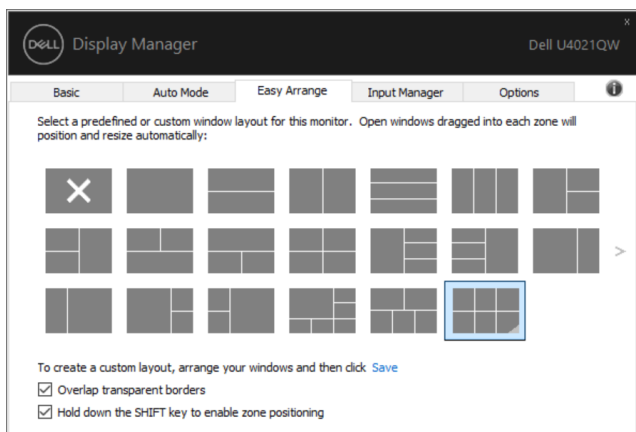 x
DELL Display Manager Dell U4021QW
Basic Auto Mode Easy Arrange Input Manager Options i
Select a predefined or custom window layout for this monitor. Open windows dragged into each zone will
position and resize automatically:
>
To create a custom layout, arrange your windows and then click Save
Overlap transparent borders
Hold down the SHIFT key to enable zone positioning